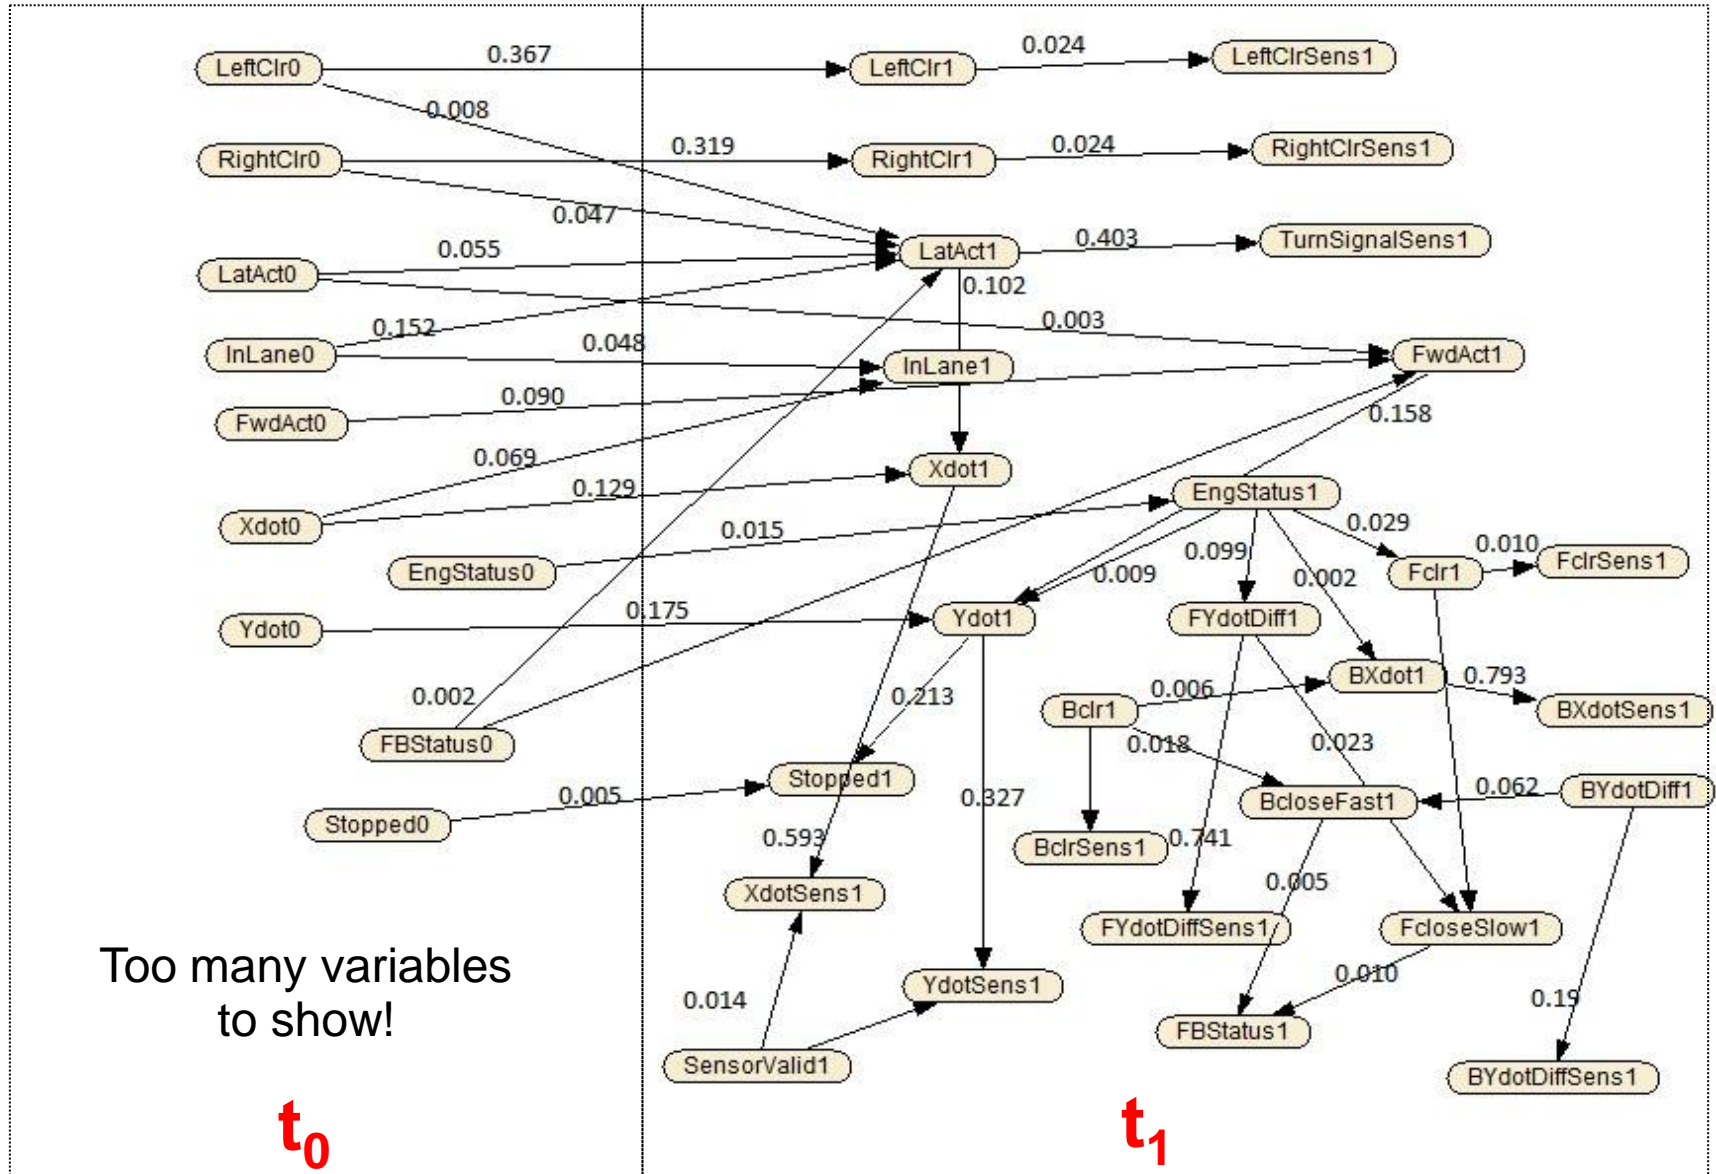 LeftClr0
0.367
LeftClr1
0.024
LeftClrSens1
0.008
RightClr0
0.319
RightClr1
0.024
RightClrSens1
0.047
LatAct0
0.055
LatAct1
0.403
TurnSignalSens1
0.102
0.003
0.152
InLane0
0.048
InLane1
FwdAct1
FwdAct0
0.090
0.158
0.069
Xdot1
0.129
Xdot0
EngStatus1
0.015
0.029
EngStatus0
0.099
0.009
0.002
Fclr1
0.010
FclrSens1
Ydot0
0.175
Ydot1
FYdotDiff1
BXdot1
0.793
BXdotSens1
0.002
FBStatus0
0.213
Bclr1
0.006
0.018
0.023
Stopped1
0.005
Stopped0
0.327
BcloseFast1
0.062
BYdotDiff1
0.593
BclrSens1
0.741
0.005
XdotSens1
FYdotDiffSens1
FcloseSlow1
Too many variables
to show!
0.014
YdotSens1
0.010
0.19
FBStatus1
SensorValid1
BYdotDiffSens1
t0
t1